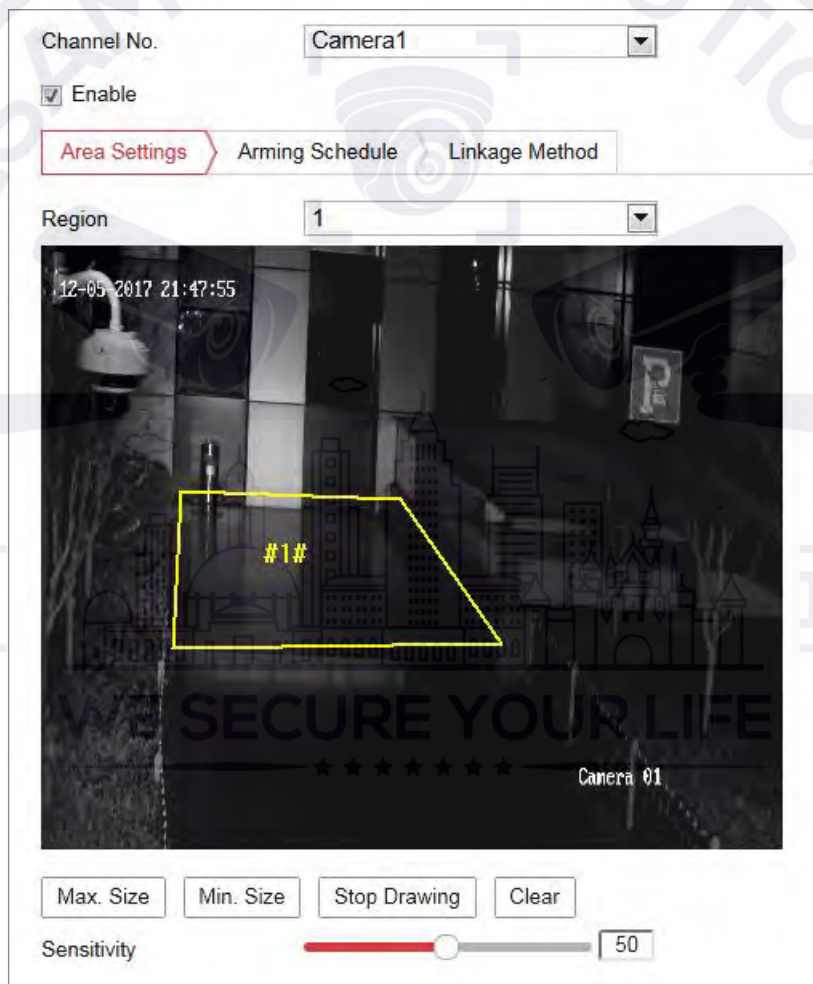 Channel No. Camera1
Enable
Area Settings Arming Schedule Linkage Method
Region 1
12-05-2017 21:47:55
P
#1#
WE SECURE YOUR LIFE
Camera 01
Max. Size Min. Size Stop Drawing Clear
Sensitivity 50